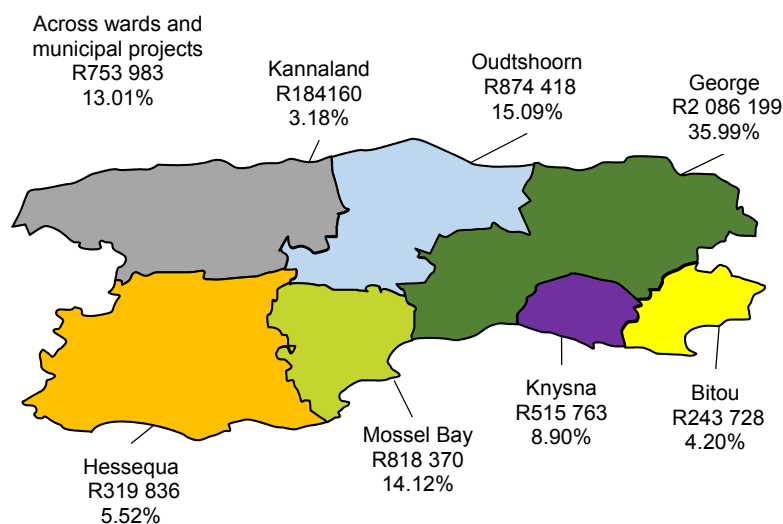 Across wards and
municipal projects
R753 983
13.01%
Kannaland
R184160
3.18%
Oudtshoorn
R874 418
15.09%
George
R2 086 199
35.99%
Hessequa
R319 836
5.52%
Mossel Bay
R818 370
14.12%
Knysna
R515 763
8.90%
Bitou
R243 728
4.20%